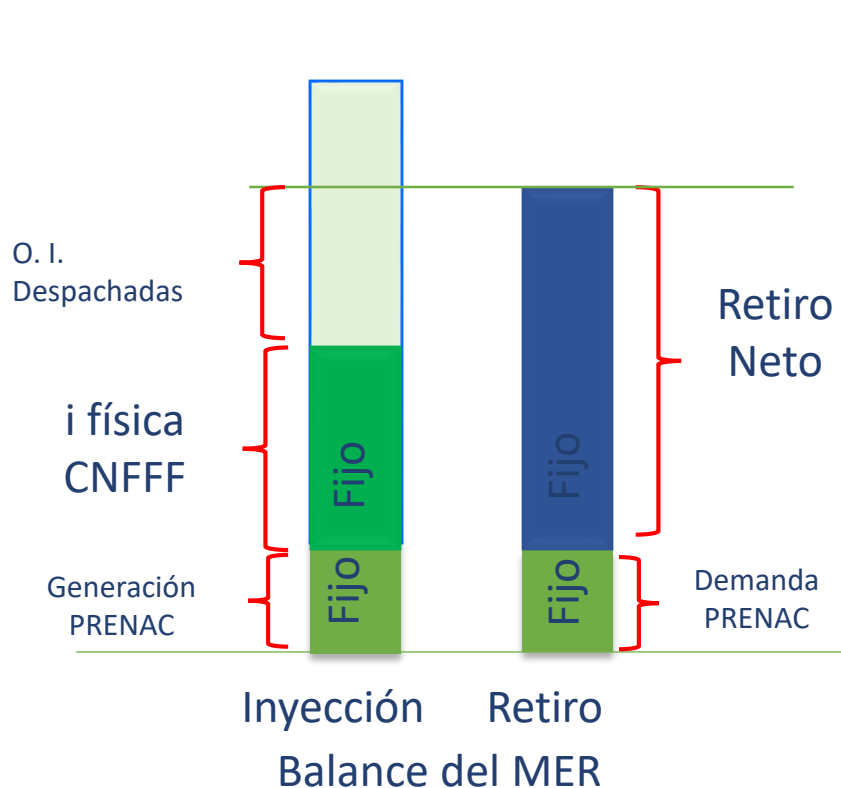 O. I.
Despachadas
i física
CNFFF
Generación
PRENAC
Fijo
Fijo
Fijo
Fijo
Retiro
Neto
Demanda
PRENAC
Inyección
Retiro
Balance del MER